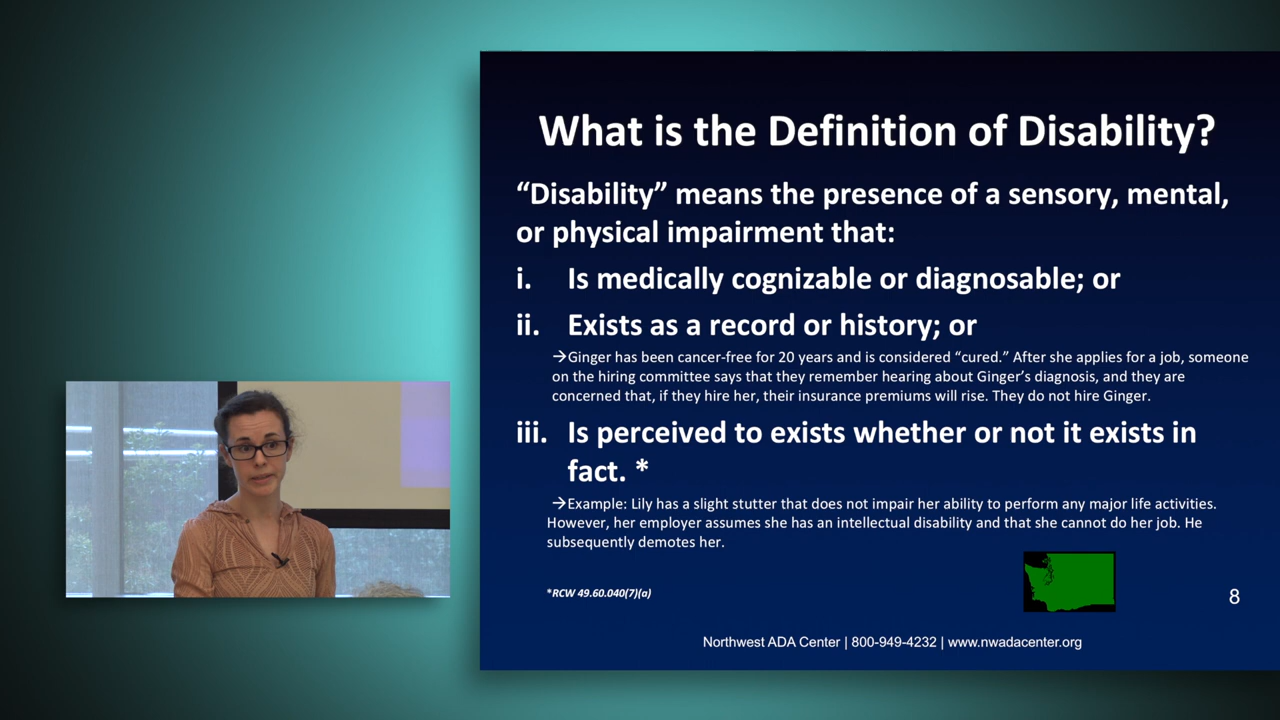 What is the Definition of Disability?
“Disability” means the presence of a sensory, mental,
or physical impairment that:
i. Is medically cognizable or diagnosable; or
ii. Exists as a record or history; or
→Ginger has been cancer-free for 20 years and is considered “cured.” After she applies for a job, someone
on the hiring committee says that they remember hearing about Ginger’s diagnosis, and they are
concerned that, if they hire her, their insurance premiums will rise. They do not hire Ginger.
iii. Is perceived to exists whether or not it exists in
fact. *
→Example: Lily has a slight stutter that does not impair her ability to perform any major life activities.
However, her employer assumes she has an intellectual disability and that she cannot do her job. He
subsequently demotes her.
*RCW 49.60.040(7)(a)
8
Northwest ADA Center | 800-949-4232 | www.nwadacenter.org